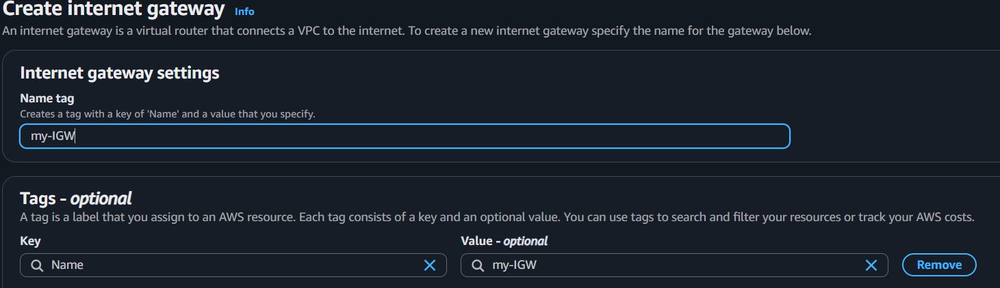 Create internet gateway Info
An internet gateway is a virtual router that connects a VPC to the internet. To create a new internet gateway specify the name for the gateway below.
Internet gateway settings
Name tag
Creates a tag with a key of 'Name' and a value that you specify.
my-IGW
Tags - optional
A tag is a label that you assign to an AWS resource. Each tag consists of a key and an optional value. You can use tags to search and filter your resources or track your AWS costs.
Key Value - optional
Name my-IGW Remove